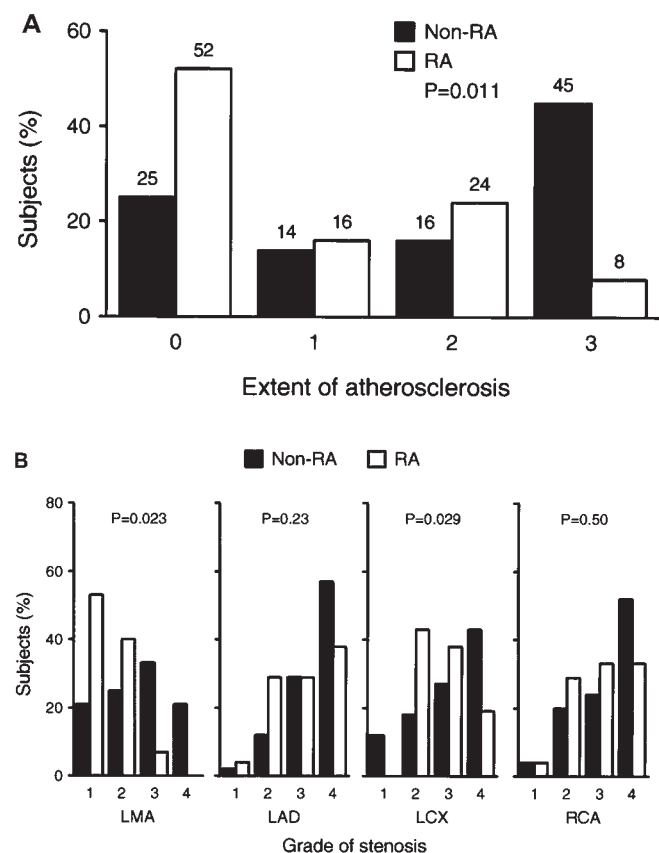 A
Subjects (%)
60
40
20
0
Non-RA
RA
P=0.011
25
52
14
16
16
24
45
8
0 1 2 3
Extent of atherosclerosis
B
Non-RA RA
Subjects (%)
80
60
40
20
0
P=0.023 P=0.23 P=0.029 P=0.50
1 2 3 4 1 2 3 4 1 2 3 4 1 2 3 4
LMA LAD LCX RCA
Grade of stenosis